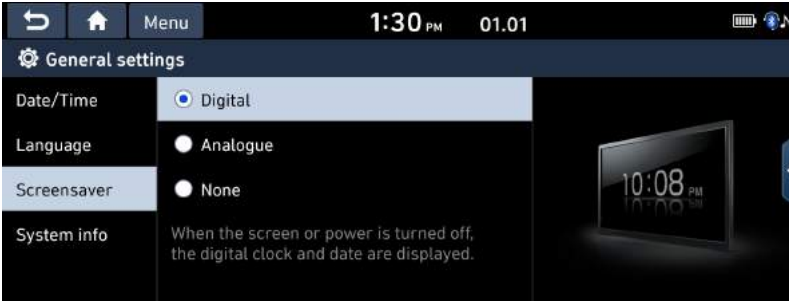 Menu
1:30 PM 01.01
General settings
Date/Time
Digital
Language
Analogue
Screensaver
None
System info
When the screen or power is turned off,
the digital clock and date are displayed.
10:08 PM